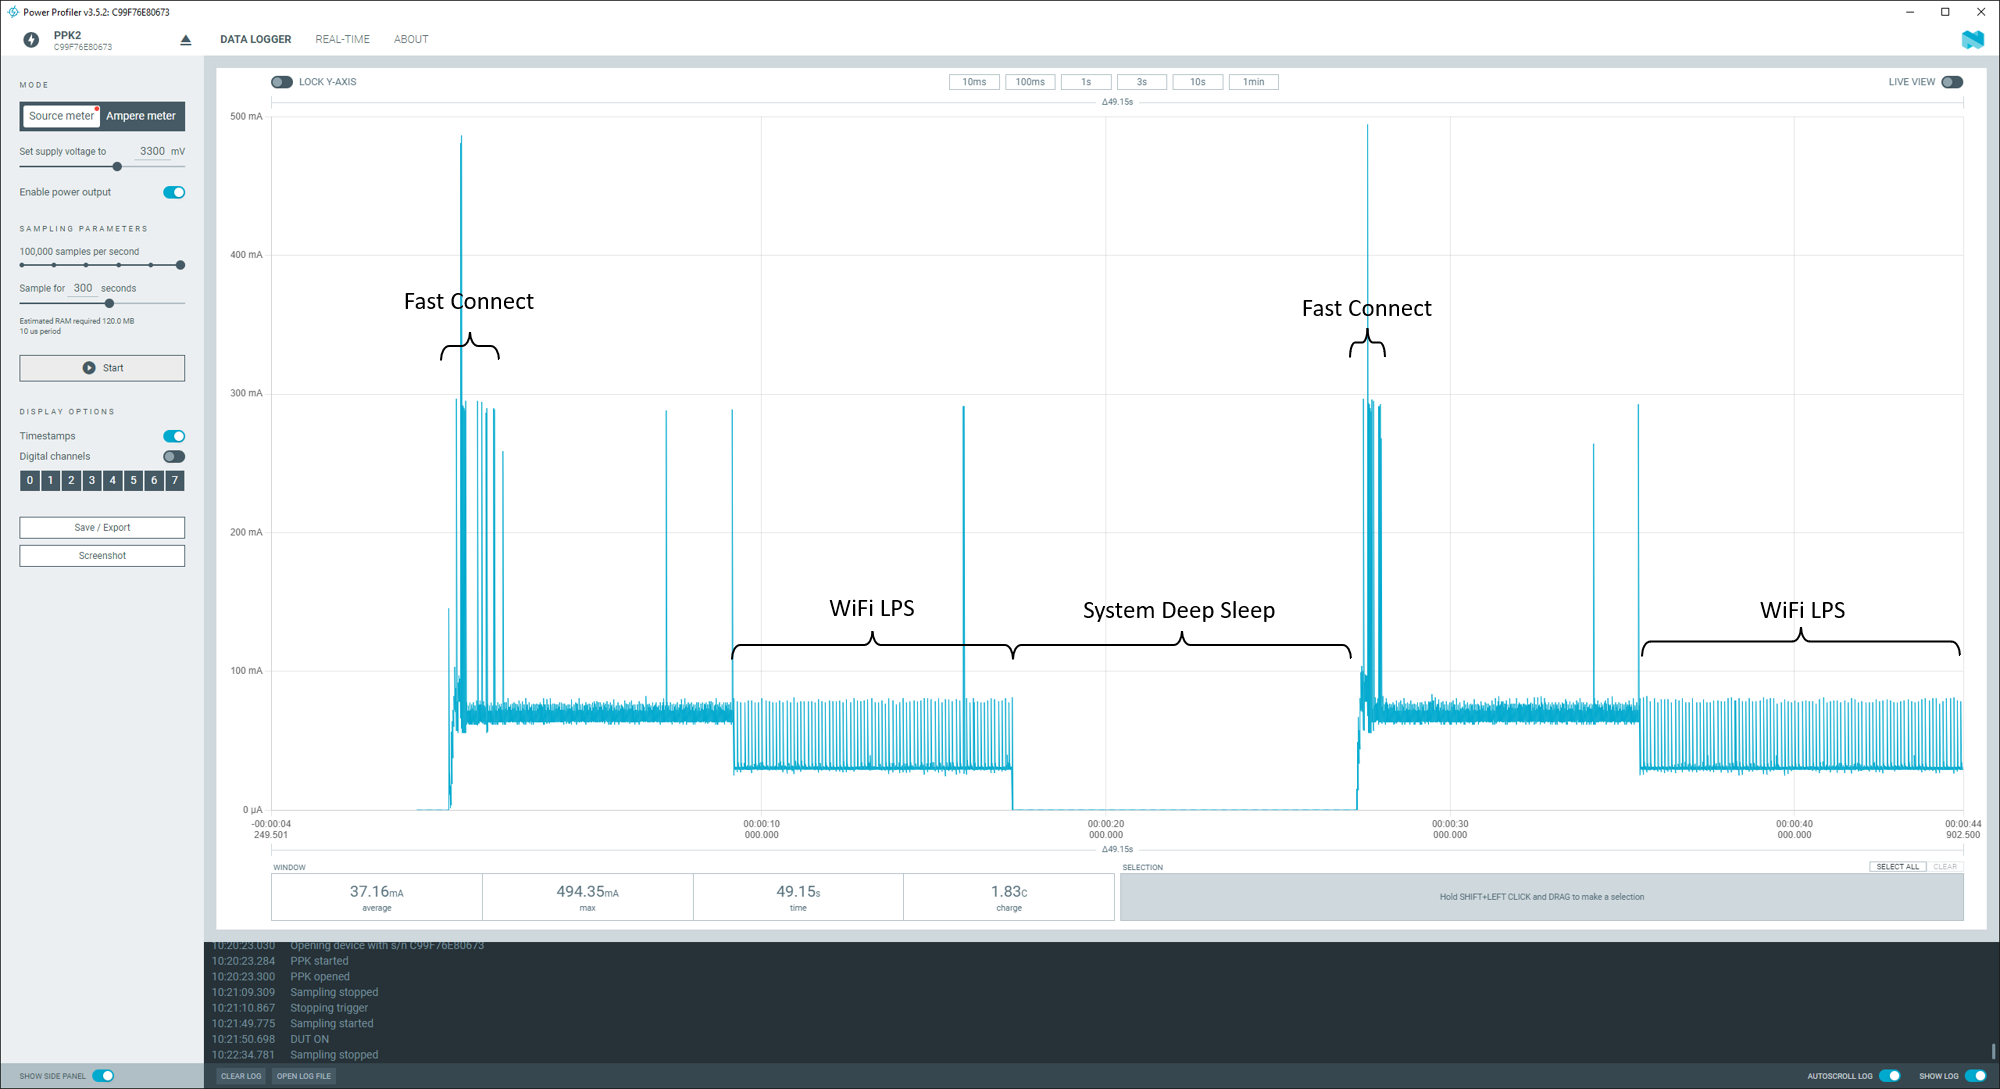 Power Profiler v3.5.2: C99F76E80673
PPK2
C99F76E80673
DATA LOGGER
REAL-TIME
ABOUT
MODE
Source meter
Ampere meter
Set supply voltage to 3300 mV
Enable power output
SAMPLING PARAMETERS
100,000 samples per second
Sample for 300 seconds
Estimated RAM required 120.0 MB
10 us period
Start
DISPLAY OPTIONS
Timestamps
Digital channels
0 1 2 3 4 5 6 7
Save / Export
Screenshot
SHOW SIDE PANEL
LOCK Y-AXIS
10ms
100ms
1s
3s
10s
1min
LIVE VIEW
Δ49.15s
500 mA
400 mA
300 mA
200 mA
100 mA
0 µA
Fast Connect
Fast Connect
WiFi LPS
System Deep Sleep
WiFi LPS
-00:00:04
249.501
00:00:10
000.000
00:00:20
000.000
00:00:30
000.000
00:00:40
000.000
00:00:44
902.500
Δ49.15s
WINDOW
37.16mA
average
494.35mA
max
49.15s
time
1.83C
charge
SELECTION
SELECT ALL
CLEAR
Hold SHIFT+LEFT CLICK and DRAG to make a selection
10:20:23.030 Opening device with s/n C99F76E80673
10:20:23.284 PPK started
10:20:23.300 PPK opened
10:21:09.309 Sampling stopped
10:21:10.867 Stopping trigger
10:21:49.775 Sampling started
10:21:50.698 DUT ON
10:22:34.781 Sampling stopped
CLEAR LOG
OPEN LOG FILE
AUTOSCROLL LOG
SHOW LOG